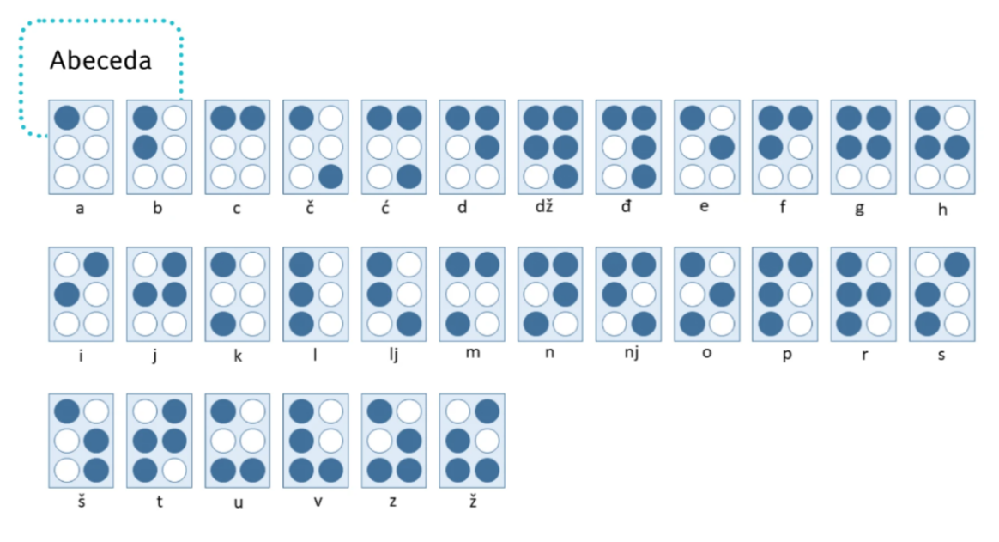 Abeceda
a b c č ć d dž đ e f g h
i j k l lj m n nj o p r s
š t u v z ž